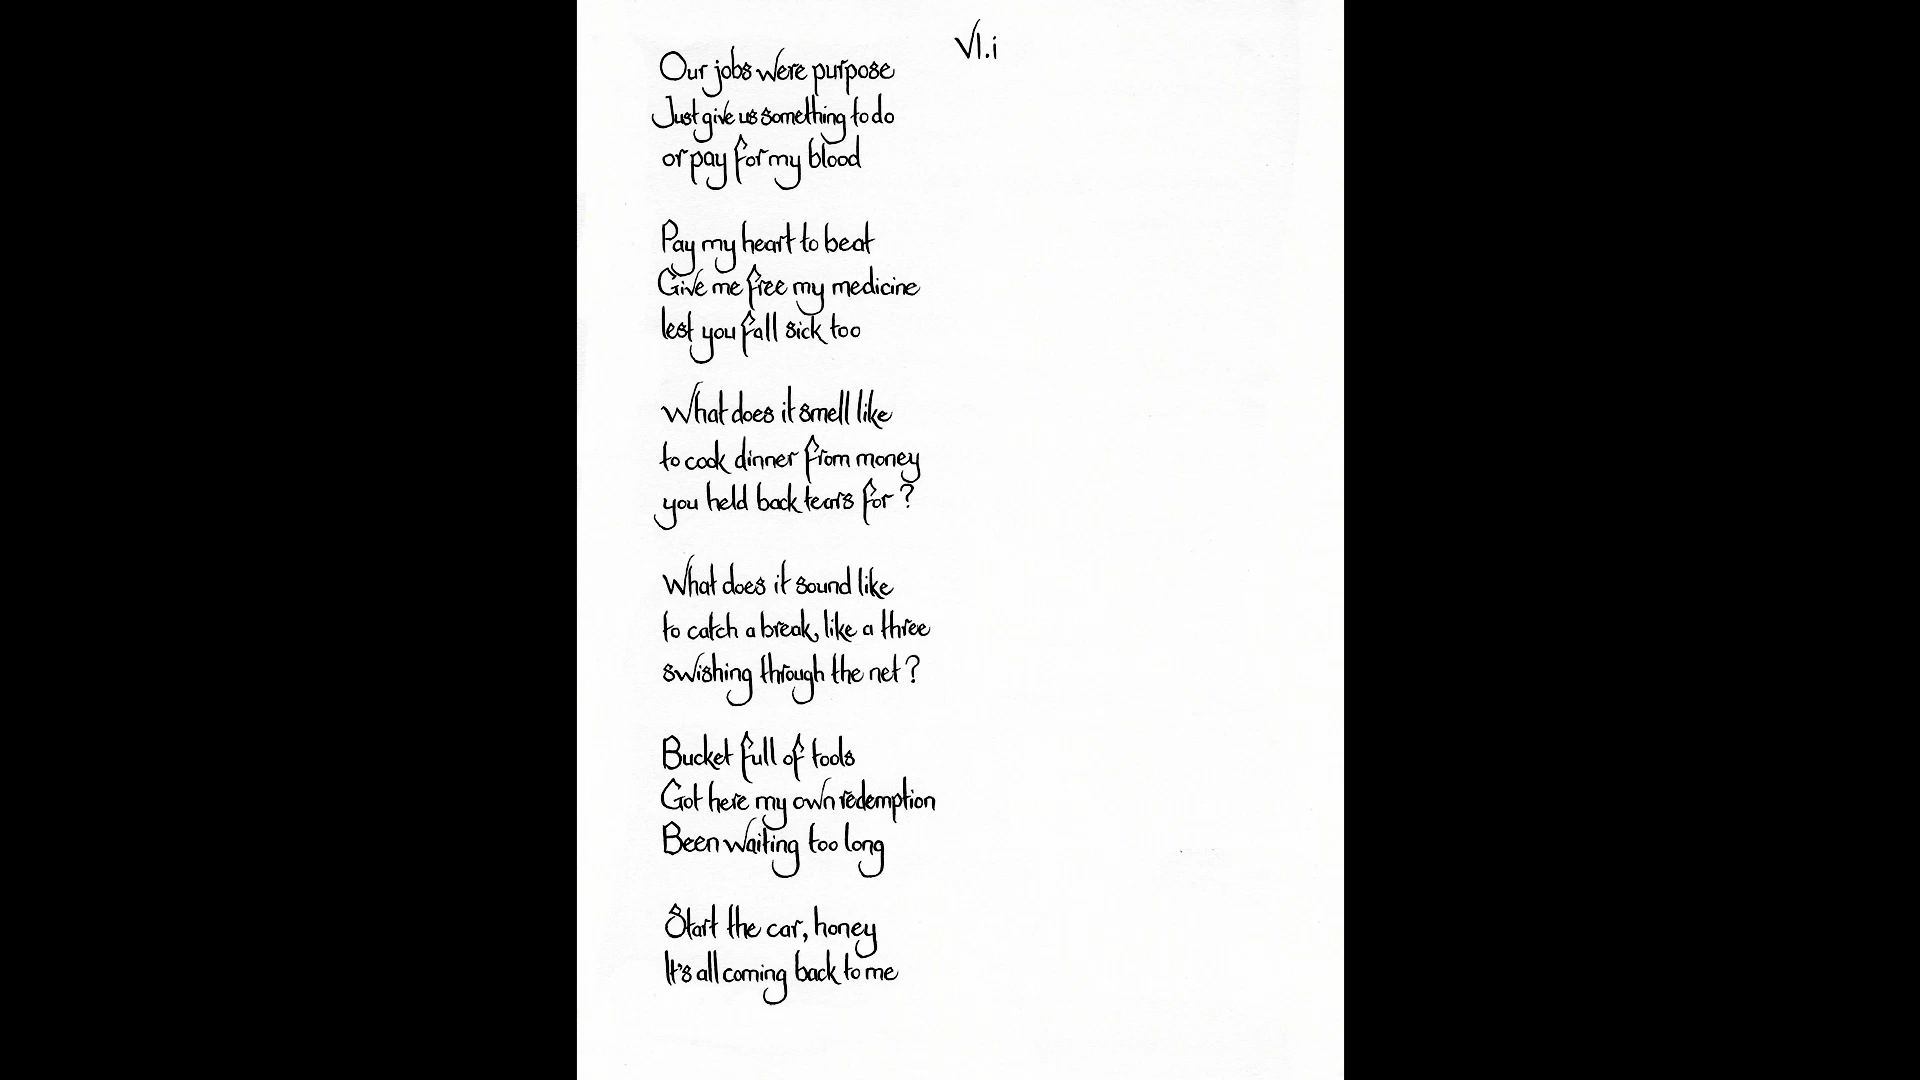 VI.i
Our jobs were purpose
Just give us something to do
or pay for my blood
Pay my heart to beat
Give me free my medicine
lest you fall sick too
What does it smell like
to cook dinner from money
you held back tears for?
What does it sound like
to catch a break, like a three
swishing through the net?
Bucket full of tools
Got here my own redemption
Been waiting too long
Start the car, honey
It's all coming back to me